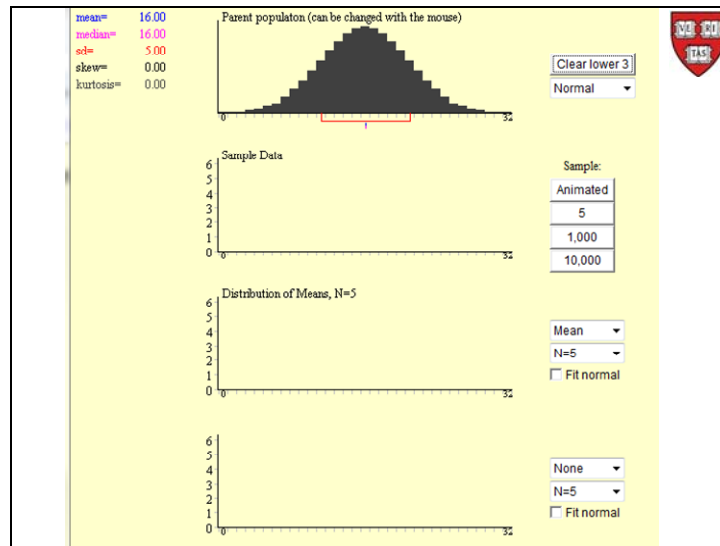 mean= 16.00
median= 16.00
sd= 5.00
skew= 0.00
kurtosis= 0.00
Parent populaton (can be changed with the mouse)
0 32
Clear lower 3
Normal
Sample Data
6
5
4
3
2
1
0
0 32
Sample:
Animated
5
1,000
10,000
Distribution of Means, N=5
6
5
4
3
2
1
0
0 32
Mean
N=5
Fit normal
6
5
4
3
2
1
0
0 32
None
N=5
Fit normal
VE RI
TAS